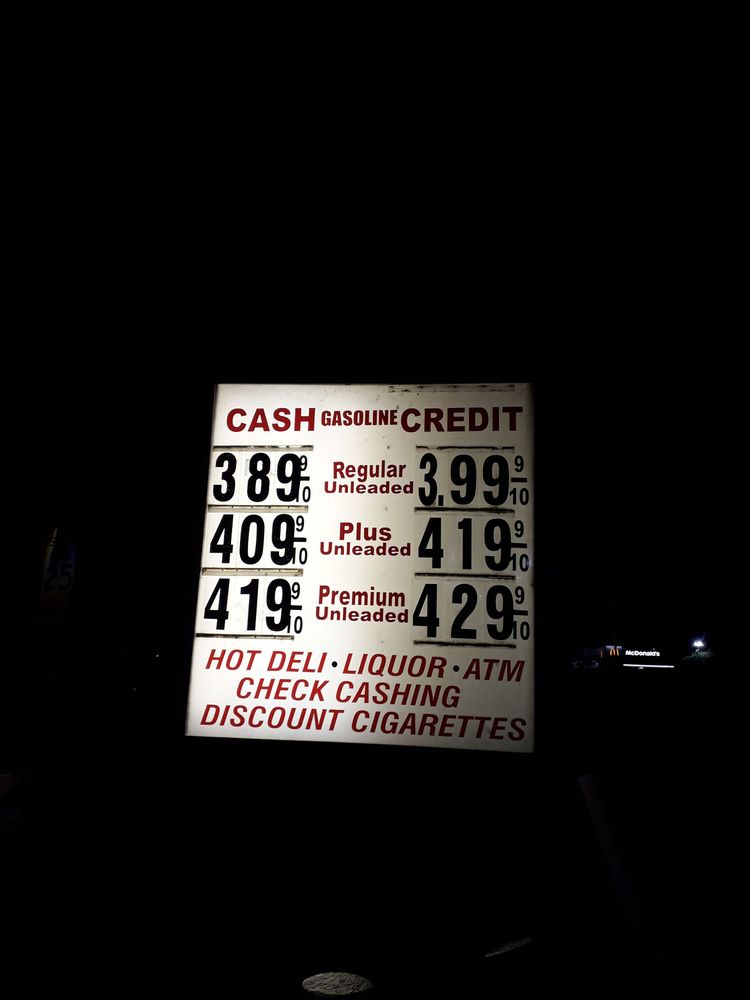 CASH GASOLINE CREDIT
389 9/10 Regular Unleaded 3.99 9/10
409 9/10 Plus Unleaded 419 9/10
419 9/10 Premium Unleaded 429 9/10
HOT DELI • LIQUOR • ATM
CHECK CASHING
DISCOUNT CIGARETTES
25
McDonald's